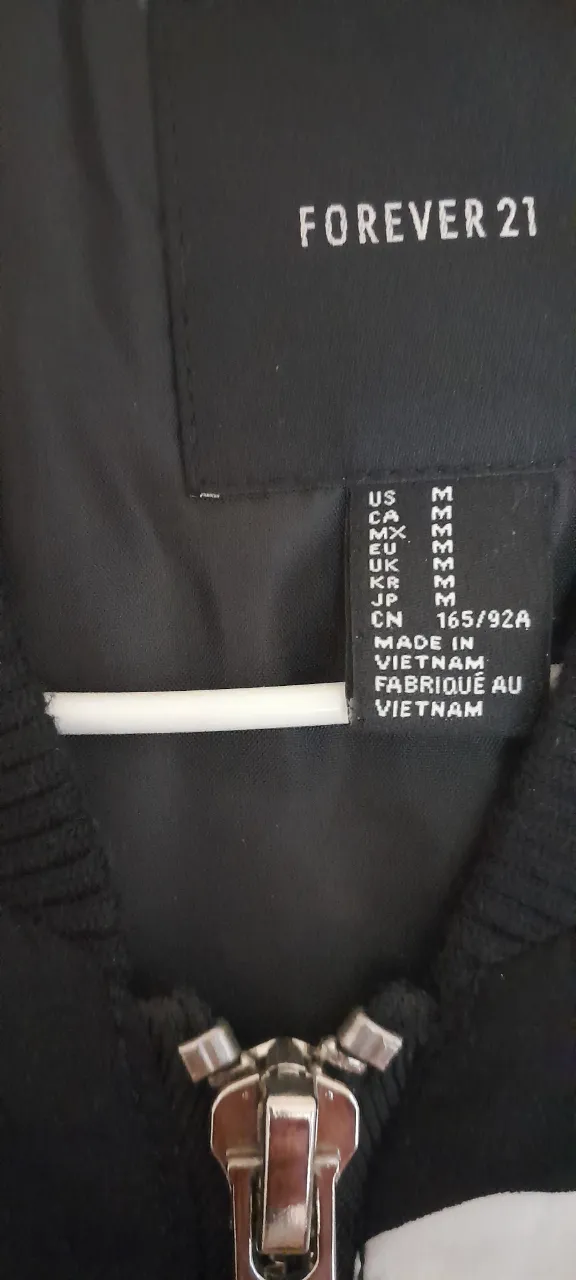 FOREVER 21
US M
CA M
MX M
EU M
UK M
KR M
JP M
CN 165/92A
MADE IN
VIETNAM
FABRIQUÉ AU
VIETNAM